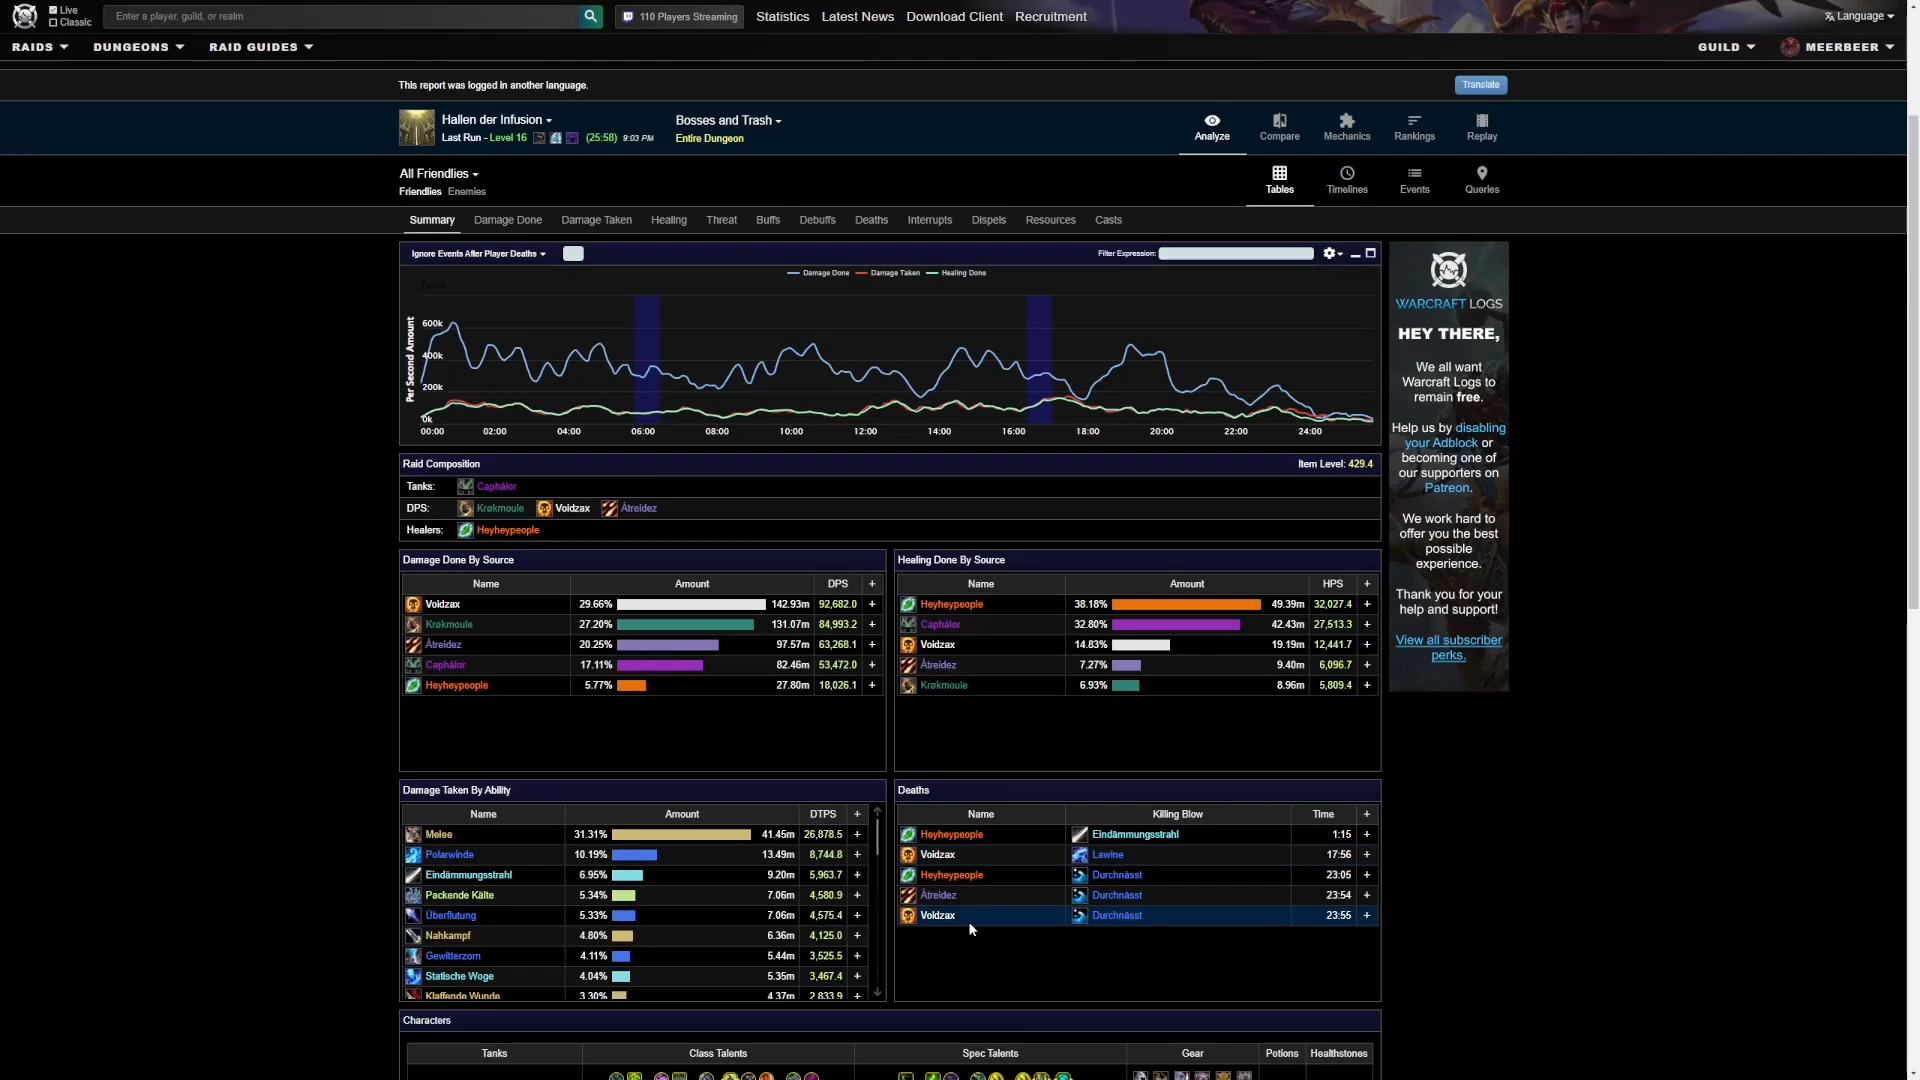 Live
Classic
Enter a player, guild, or realm
110 Players Streaming
Statistics
Latest News
Download Client
Recruitment
Language
RAIDS
DUNGEONS
RAID GUIDES
GUILD
MEERBEER
This report was logged in another language.
Translate
Hallen der Infusion
Last Run - Level 16 (25:58) 9:03 PM
Bosses and Trash
Entire Dungeon
Analyze
Compare
Mechanics
Rankings
Replay
All Friendlies
Friendlies Enemies
Tables
Timelines
Events
Queries
Summary Damage Done Damage Taken Healing Threat Buffs Debuffs Deaths Interrupts Dispels Resources Casts
Ignore Events After Player Deaths
Filter Expression:
Damage Done Damage Taken Healing Done
Zoom
Per Second Amount
600k
400k
200k
0k
00:00 02:00 04:00 06:00 08:00 10:00 12:00 14:00 16:00 18:00 20:00 22:00 24:00
Raid Composition
Item Level: 429.4
Tanks: Caphâlor
DPS: Krøkmoule Voidzax Átreidez
Healers: Heyheypeople
Damage Done By Source
Name Amount DPS +
Voidzax 29.66% 142.93m 92,682.0 +
Krøkmoule 27.20% 131.07m 84,993.2 +
Átreidez 20.25% 97.57m 63,268.1 +
Caphâlor 17.11% 82.46m 53,472.0 +
Heyheypeople 5.77% 27.80m 18,026.1 +
Healing Done By Source
Name Amount HPS +
Heyheypeople 38.18% 49.39m 32,027.4 +
Caphâlor 32.80% 42.43m 27,513.3 +
Voidzax 14.83% 19.19m 12,441.7 +
Átreidez 7.27% 9.40m 6,096.7 +
Krøkmoule 6.93% 8.96m 5,809.4 +
Damage Taken By Ability
Name Amount DTPS +
Melee 31.31% 41.45m 26,878.5 +
Polarwinde 10.19% 13.49m 8,744.8 +
Eindämmungsstrahl 6.95% 9.20m 5,963.7 +
Packende Kälte 5.34% 7.06m 4,580.9 +
Überflutung 5.33% 7.06m 4,575.4 +
Nahkampf 4.80% 6.36m 4,125.0 +
Gewitterzorn 4.11% 5.44m 3,525.5 +
Statische Woge 4.04% 5.35m 3,467.4 +
Klaffende Wunde 3.30% 4.37m 2,833.9 +
Deaths
Name Killing Blow Time +
Heyheypeople Eindämmungsstrahl 1:15 +
Voidzax Lawine 17:56 +
Heyheypeople Durchnässt 23:05 +
Átreidez Durchnässt 23:54 +
Voidzax Durchnässt 23:55 +
Characters
Tanks Class Talents Spec Talents Gear Potions Healthstones
WARCRAFT LOGS
HEY THERE,
We all want
Warcraft Logs to
remain free.
Help us by disabling
your Adblock or
becoming one of
our supporters on
Patreon.
We work hard to
offer you the best
possible
experience.
Thank you for your
help and support!
View all subscriber
perks.